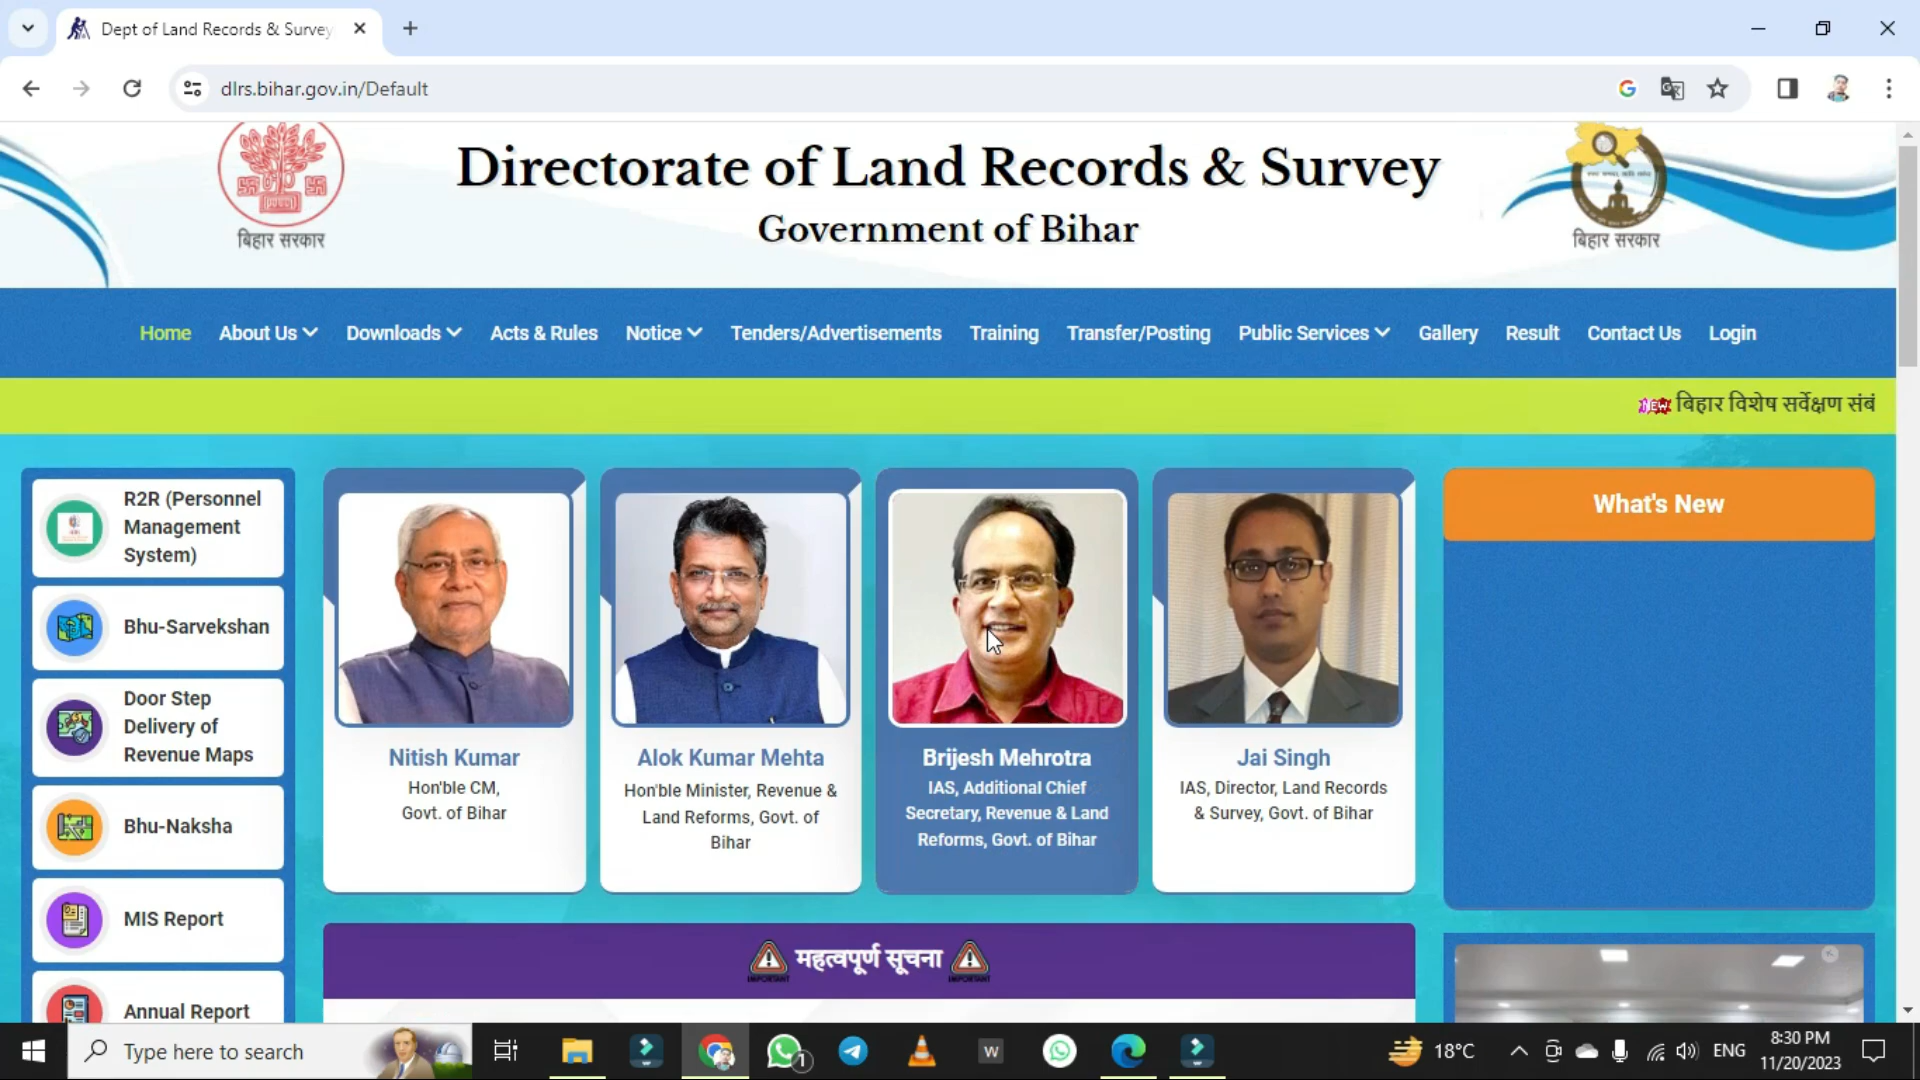 Dept of Land Records & Survey
dlrs.bihar.gov.in/Default
बिहार सरकार
Directorate of Land Records & Survey
Government of Bihar
बिहार सरकार
Home About Us Downloads Acts & Rules Notice Tenders/Advertisements Training Transfer/Posting Public Services Gallery Result Contact Us Login
NEW बिहार विशेष सर्वेक्षण संबं
R2R (Personnel
Management
System)
Bhu-Sarvekshan
Door Step
Delivery of
Revenue Maps
Bhu-Naksha
MIS Report
Annual Report
Nitish Kumar
Hon'ble CM,
Govt. of Bihar
Alok Kumar Mehta
Hon'ble Minister, Revenue &
Land Reforms, Govt. of
Bihar
Brijesh Mehrotra
IAS, Additional Chief
Secretary, Revenue & Land
Reforms, Govt. of Bihar
Jai Singh
IAS, Director, Land Records
& Survey, Govt. of Bihar
What's New
महत्वपूर्ण सूचना
IMPORTANT IMPORTANT
Type here to search
W
1
18°C
ENG
8:30 PM
11/20/2023